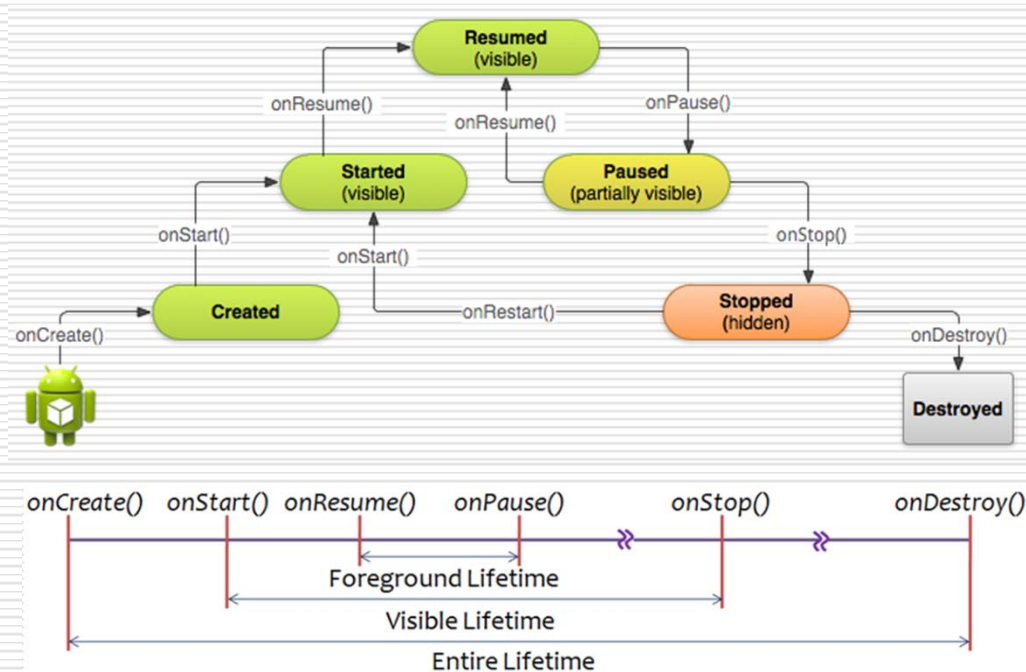 Resumed
(visible)
onResume()
onPause()
onResume()
Started
(visible)
Paused
(partially visible)
onStart()
onStop()
onStart()
Created
onRestart()
Stopped
(hidden)
onCreate()
onDestroy()
Destroyed
onCreate() onStart() onResume() onPause() onStop() onDestroy()
Foreground Lifetime
Visible Lifetime
Entire Lifetime